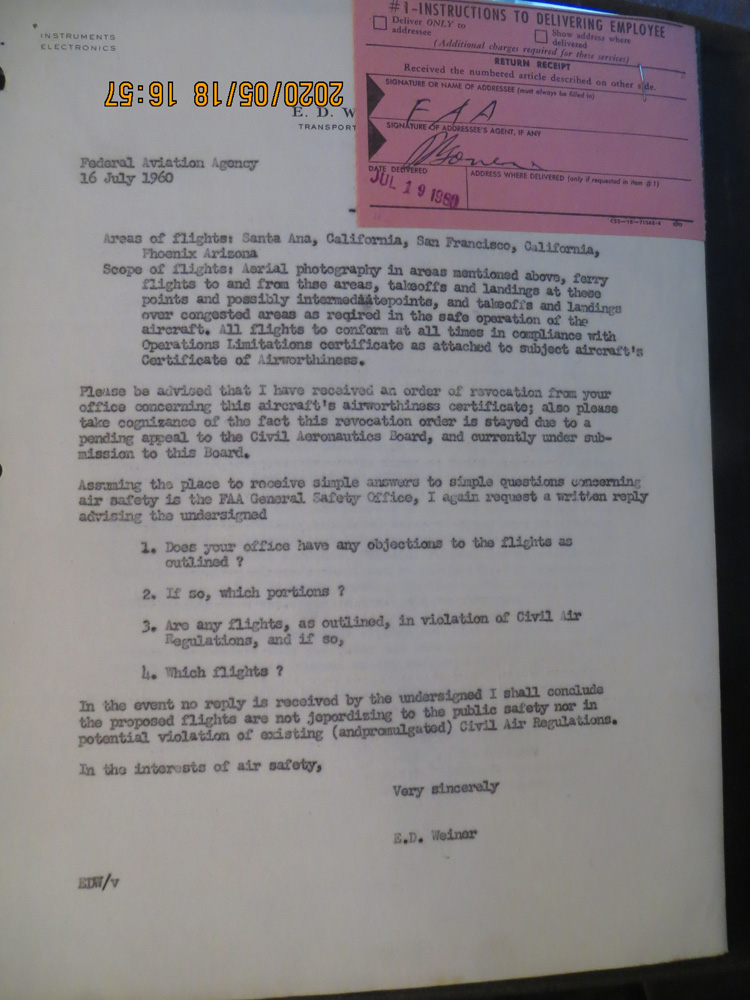 INSTRUMENTS
ELECTRONICS
2020/05/18 16:57
E. D. W
TRANSPORT
#1-INSTRUCTIONS TO DELIVERING EMPLOYEE
Deliver ONLY to addressee
Show address where delivered
(Additional charges required for these services)
RETURN RECEIPT
Received the numbered article described on other side.
SIGNATURE OR NAME OF ADDRESSEE (must always be filled in)
FAA
SIGNATURE OF ADDRESSEE'S AGENT, IF ANY
DATE DELIVERED
ADDRESS WHERE DELIVERED (only if requested in item #1)
JUL 19 1960
Federal Aviation Agency
16 July 1960
Areas of flights: Santa Ana, California, San Francisco, California,
Phoenix Arizona
Scope of flights: Aerial photography in areas mentioned above, ferry
flights to and from thse areas, takeoffs and landings at these
points and possibly intermediatepoints, and takeoffs and landings
over congested areas as reqired in the safe operation of the
aircraft. All flights to conform at all times in compliance with
Operations Limitations certificate as attached to subject aircraft's
Certificate of Airworthiness.
Please be advised that I have received an order of revocation from your
office concerning this aircraft's airworthiness certificate; also please
take cognizance of the fact this revocation order is stayed due to a
pending appeal to the Civil Aeronautics Board, and currently under sub-
mission to this Board.
Assuming the place to receive simple answers to simple questions concerning
air safety is the FAA General Safety Office, I again request a written reply
advising the undersigned
1. Does your office have any objections to the flights as
outlined ?
2. If so, which portions ?
3. Are any flights, as outlined, in violation of Civil Air
Regulations, and if so,
4. Which flights ?
In the event no reply is received by the undersigned I shall conclude
the proposed flights are not jepordizing to the public safety nor in
potential violation of existing (andpromulgated) Civil Air Regulations.
In the interests of air safety,
Very sincerely
E.D. Weiner
EDW/v